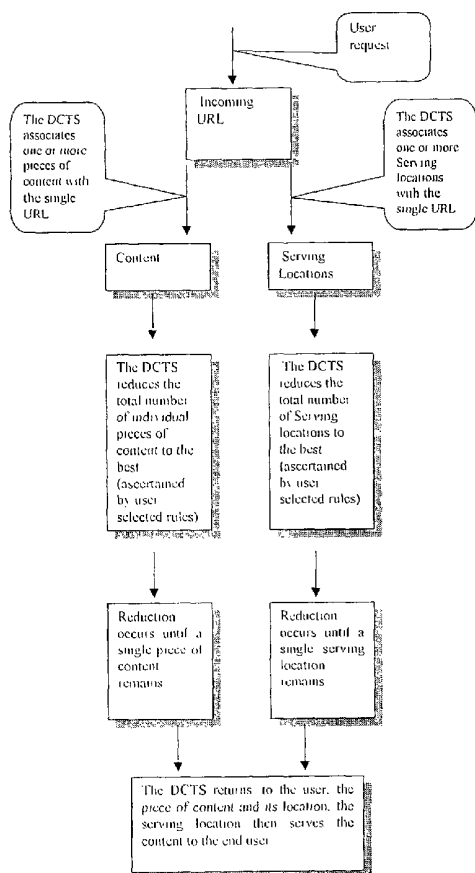 User
request
Incoming
URL
The DCTS
associates
one or more
pieces of
content with
the single
URL
The DCTS
associates
one or more
Serving
locations
with the
single URL
Content
Serving
Locations
The DCTS
reduces the
total number
of individual
pieces of
content to the
best
(ascertained
by user
selected rules)
The DCTS
reduces the
total number
of Serving
locations to
the best
(ascertained
by user
selected
rules)
Reduction
occurs until a
single piece of
content
remains
Reduction
occurs until a
single serving
location
remains
The DCTS returns to the user, the
piece of content and its location, the
serving location then serves the
content to the end user